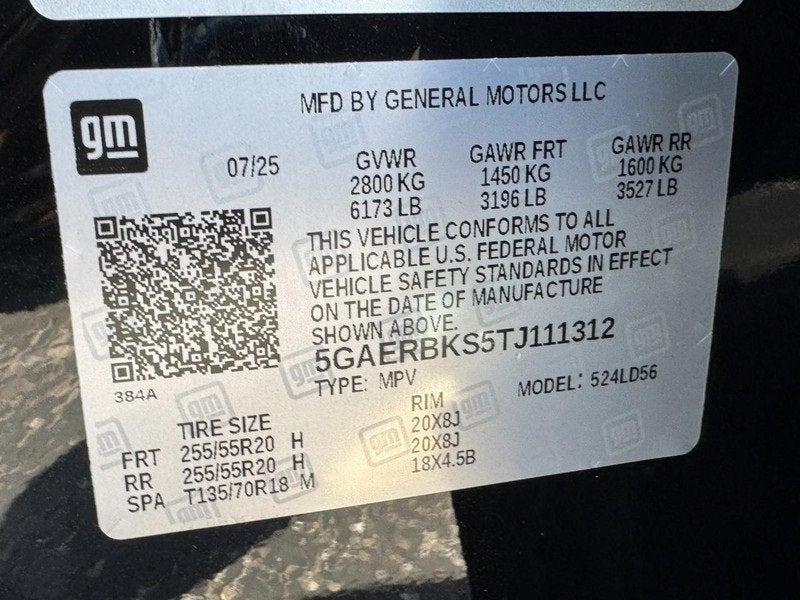 gm
MFD BY GENERAL MOTORS LLC
07/25
GVWR GAWR FRT GAWR RR
2800 KG 1450 KG 1600 KG
6173 LB 3196 LB 3527 LB
THIS VEHICLE CONFORMS TO ALL
APPLICABLE U.S. FEDERAL MOTOR
VEHICLE SAFETY STANDARDS IN EFFECT
ON THE DATE OF MANUFACTURE
SHOWN ABOVE.
5GAERBKS5TJ111312
384A
TYPE: MPV MODEL: 524LD56
TIRE SIZE RIM
FRT 255/55R20 H 20X8J
RR 255/55R20 H 20X8J
SPA T135/70R18 M 18X4.5B